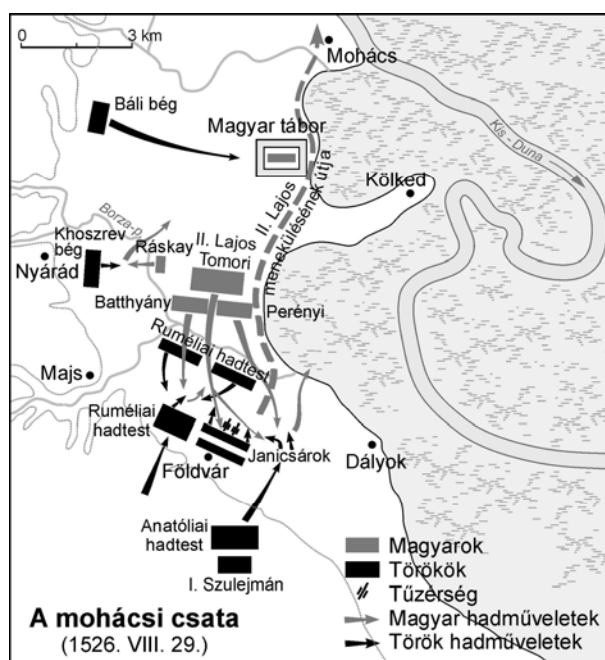 0
3 km
Mohács
Báli bég
Magyar tábor
Kis-Duna
Kölked
II. Lajos
menekülésének útja
Borza-p.
Khoszrev
bég
Nyárád
Ráskay
II. Lajos
Tomori
Batthyány
Perényi
Ruméliai hadtest
Majs
Ruméliai
hadtest
Földvár
Janicsárok
Dályok
Anatóliai
hadtest
I. Szulejmán
Magyarok
Törökök
Tüzérség
Magyar hadműveletek
Török hadműveletek
A mohácsi csata
(1526. VIII. 29.)